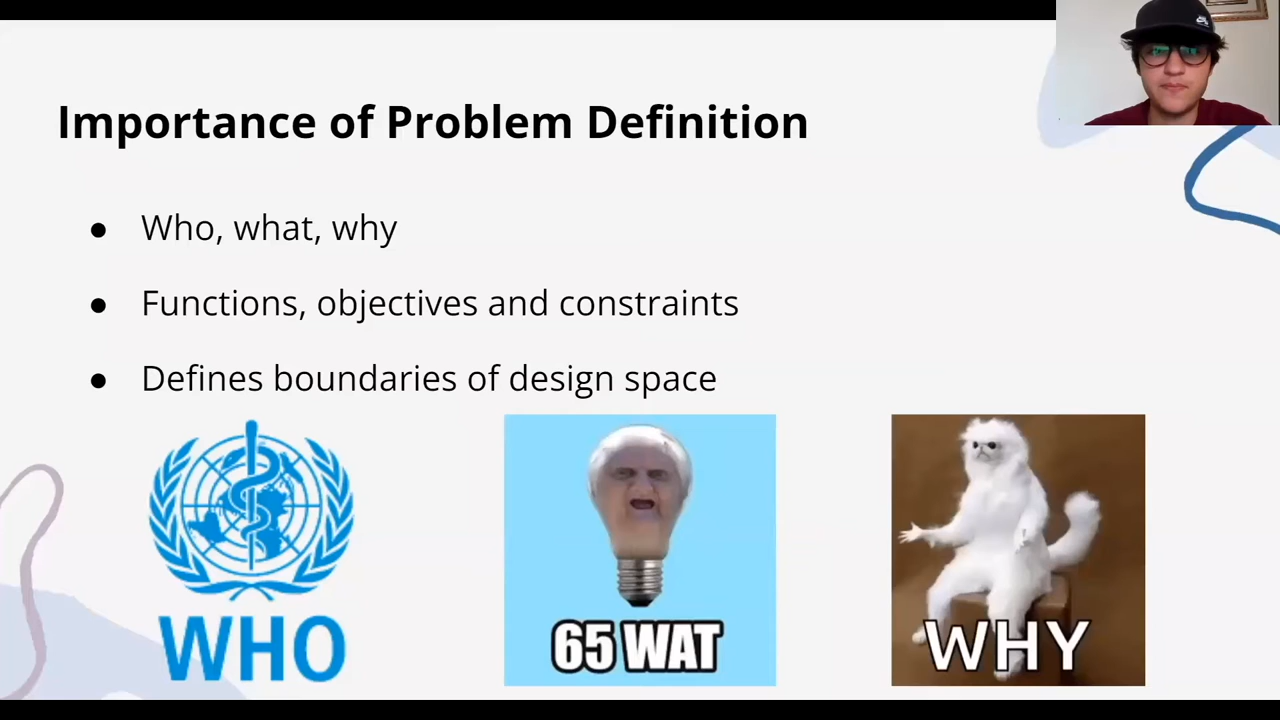 Importance of Problem Definition
Who, what, why
Functions, objectives and constraints
Defines boundaries of design space
WHO
65 WAT
WHY